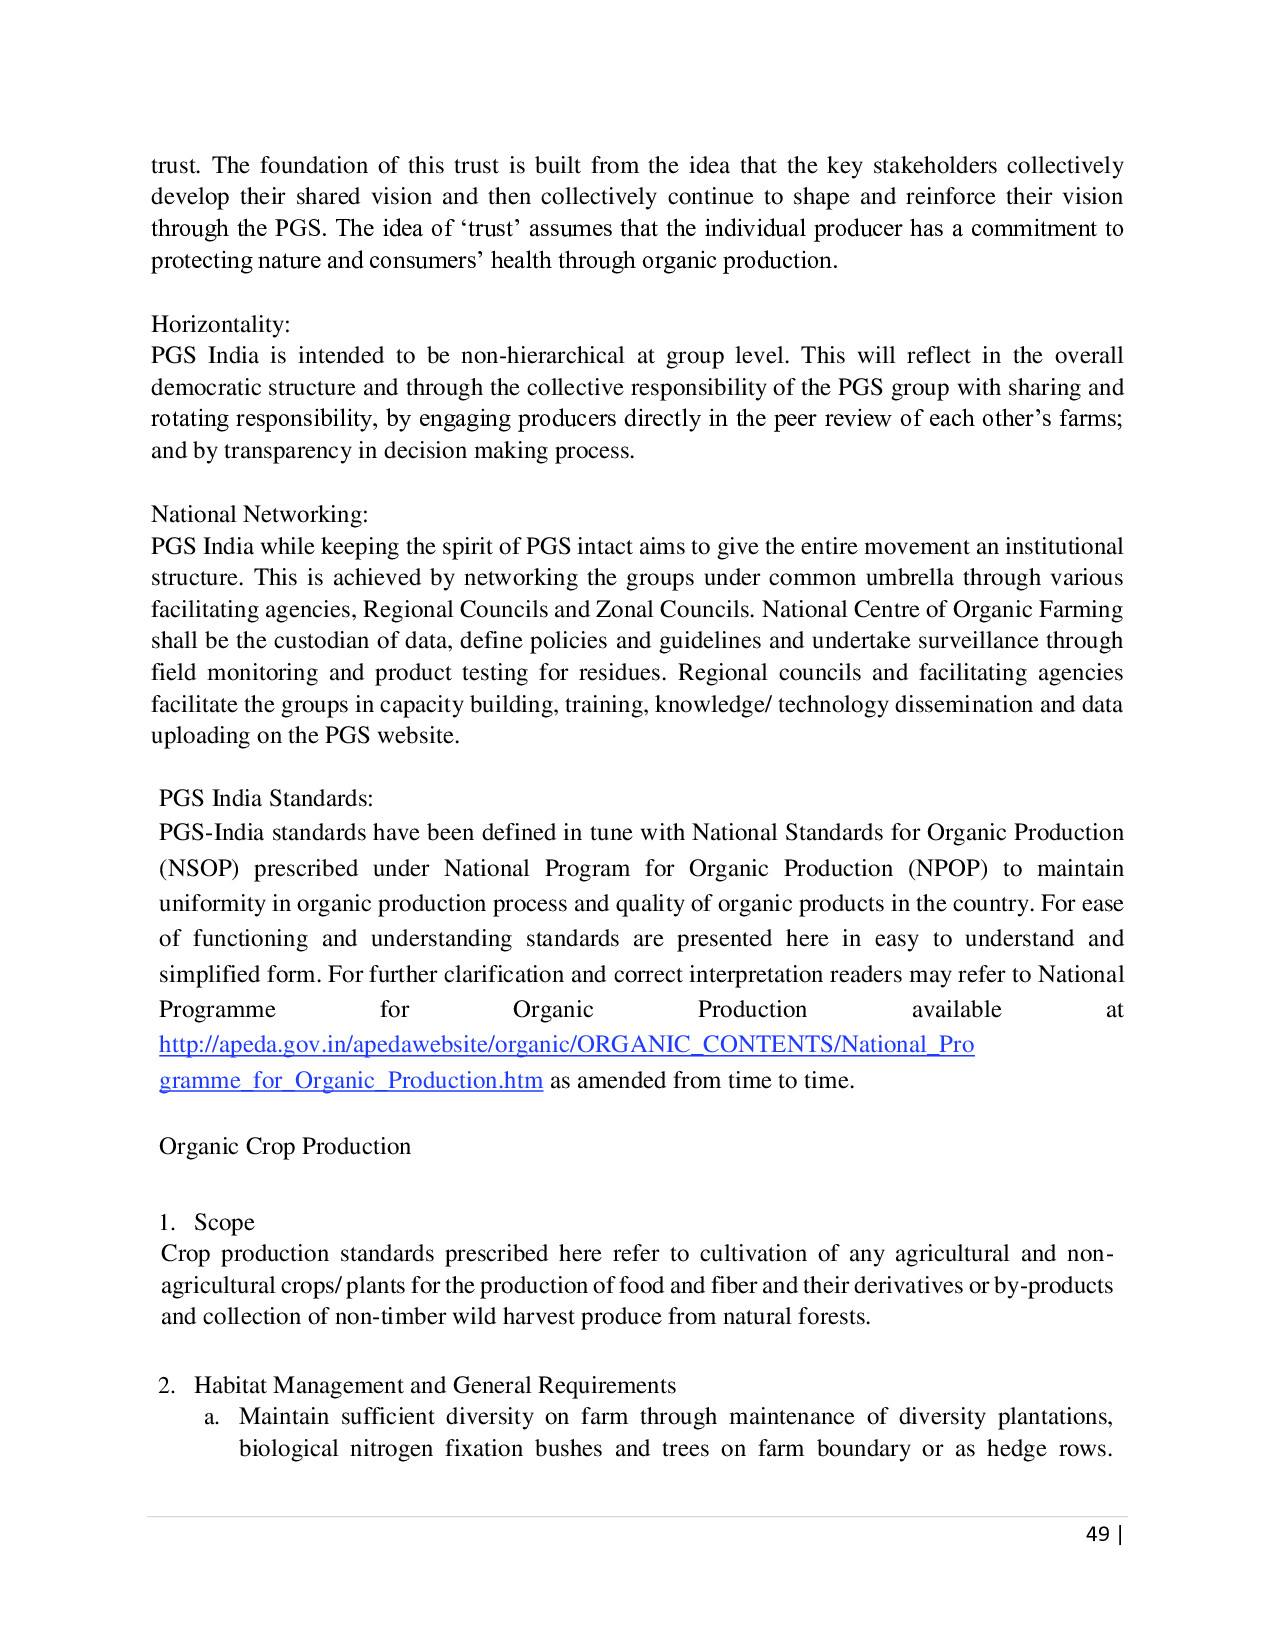 trust. The foundation of this trust is built from the idea that the key stakeholders collectively
develop their shared vision and then collectively continue to shape and reinforce their vision
through the PGS. The idea of ‘trust’ assumes that the individual producer has a commitment to
protecting nature and consumers’ health through organic production.
Horizontality:
PGS India is intended to be non-hierarchical at group level. This will reflect in the overall
democratic structure and through the collective responsibility of the PGS group with sharing and
rotating responsibility, by engaging producers directly in the peer review of each other’s farms;
and by transparency in decision making process.
National Networking:
PGS India while keeping the spirit of PGS intact aims to give the entire movement an institutional
structure. This is achieved by networking the groups under common umbrella through various
facilitating agencies, Regional Councils and Zonal Councils. National Centre of Organic Farming
shall be the custodian of data, define policies and guidelines and undertake surveillance through
field monitoring and product testing for residues. Regional councils and facilitating agencies
facilitate the groups in capacity building, training, knowledge/ technology dissemination and data
uploading on the PGS website.
PGS India Standards:
PGS-India standards have been defined in tune with National Standards for Organic Production
(NSOP) prescribed under National Program for Organic Production (NPOP) to maintain
uniformity in organic production process and quality of organic products in the country. For ease
of functioning and understanding standards are presented here in easy to understand and
simplified form. For further clarification and correct interpretation readers may refer to National
Programme for Organic Production available at
http://apeda.gov.in/apedawebsite/organic/ORGANIC_CONTENTS/National_Pro
gramme_for_Organic_Production.htm as amended from time to time.
Organic Crop Production
1. Scope
Crop production standards prescribed here refer to cultivation of any agricultural and non-
agricultural crops/ plants for the production of food and fiber and their derivatives or by-products
and collection of non-timber wild harvest produce from natural forests.
2. Habitat Management and General Requirements
a. Maintain sufficient diversity on farm through maintenance of diversity plantations,
biological nitrogen fixation bushes and trees on farm boundary or as hedge rows.
49 |